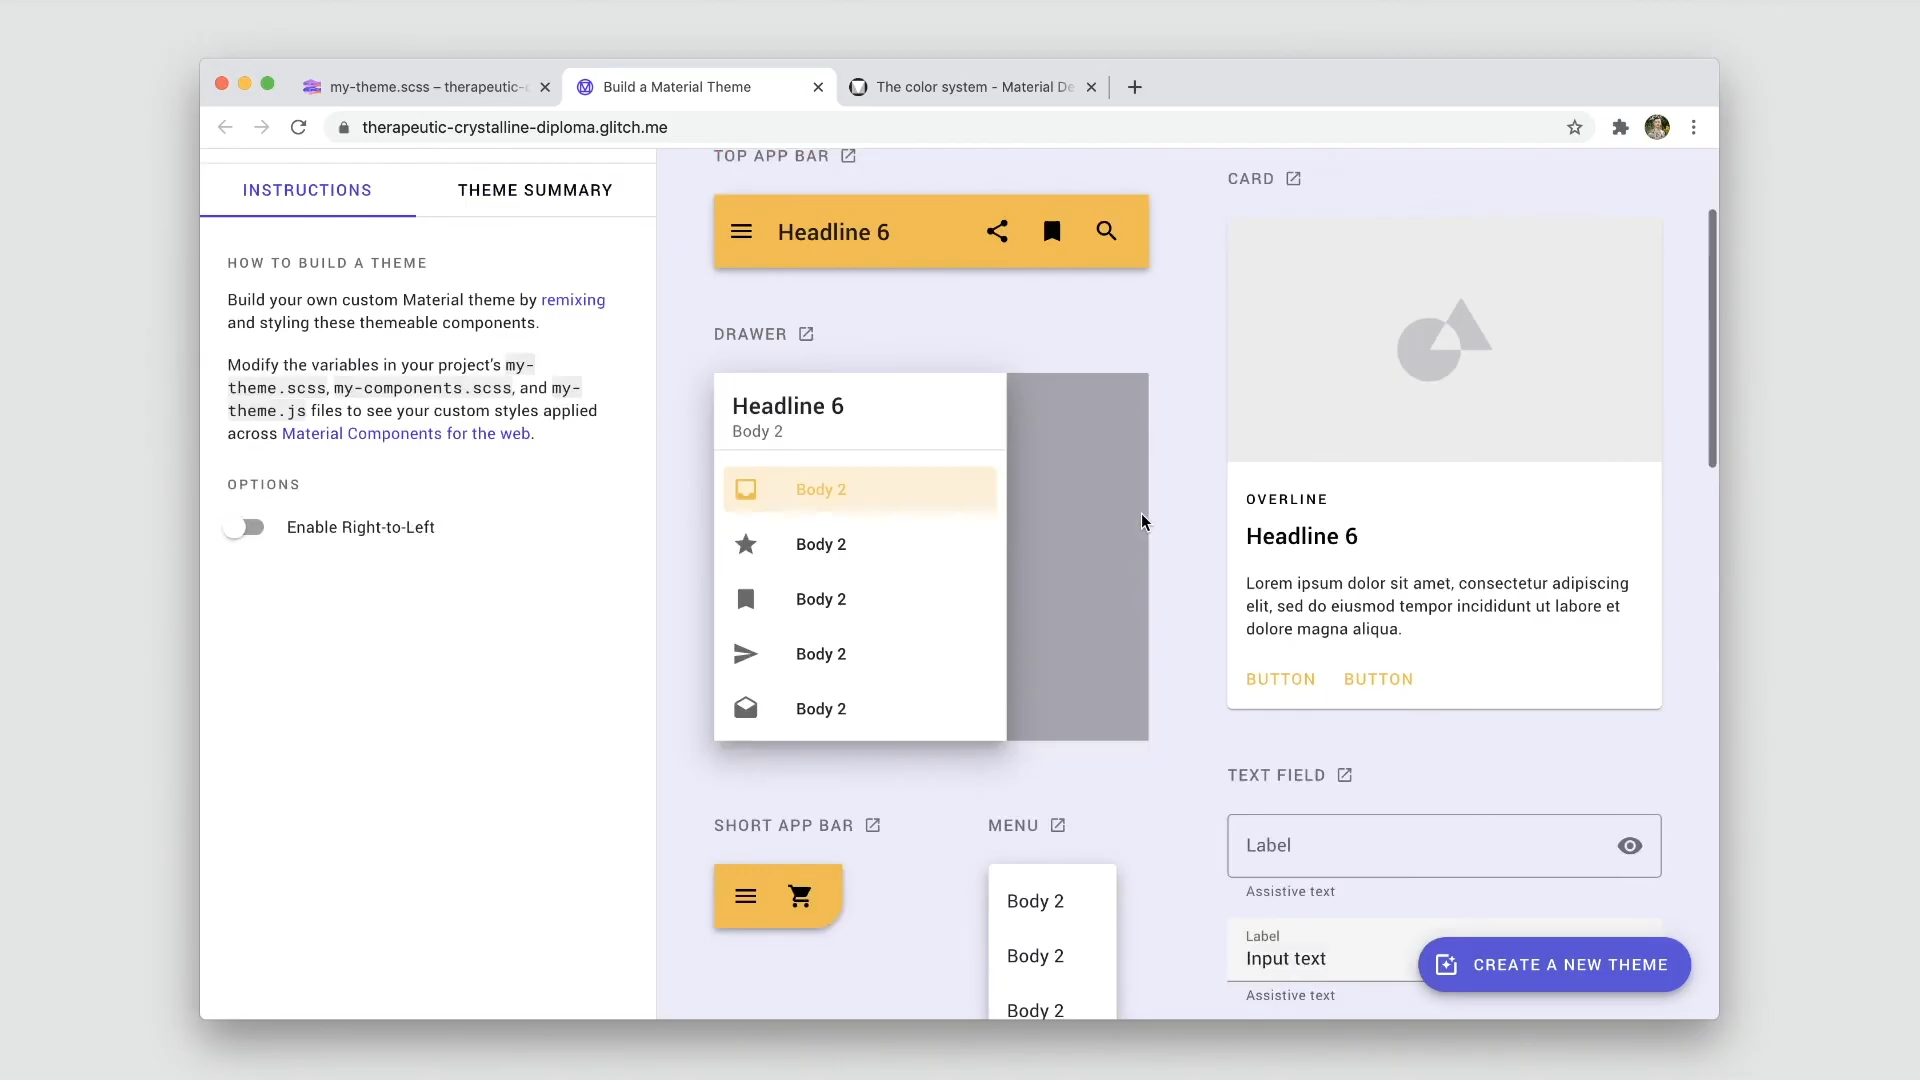 my-theme.scss – therapeutic-
Build a Material Theme
The color system - Material De
therapeutic-crystalline-diploma.glitch.me
INSTRUCTIONS
THEME SUMMARY
HOW TO BUILD A THEME
Build your own custom Material theme by remixing
and styling these themeable components.
Modify the variables in your project's my-
theme.scss, my-components.scss, and my-
theme.js files to see your custom styles applied
across Material Components for the web.
OPTIONS
Enable Right-to-Left
TOP APP BAR
Headline 6
DRAWER
Headline 6
Body 2
Body 2
Body 2
Body 2
Body 2
Body 2
SHORT APP BAR
MENU
Body 2
Body 2
Body 2
CARD
OVERLINE
Headline 6
Lorem ipsum dolor sit amet, consectetur adipiscing
elit, sed do eiusmod tempor incididunt ut labore et
dolore magna aliqua.
BUTTON BUTTON
TEXT FIELD
Label
Assistive text
Label
Input text
Assistive text
CREATE A NEW THEME